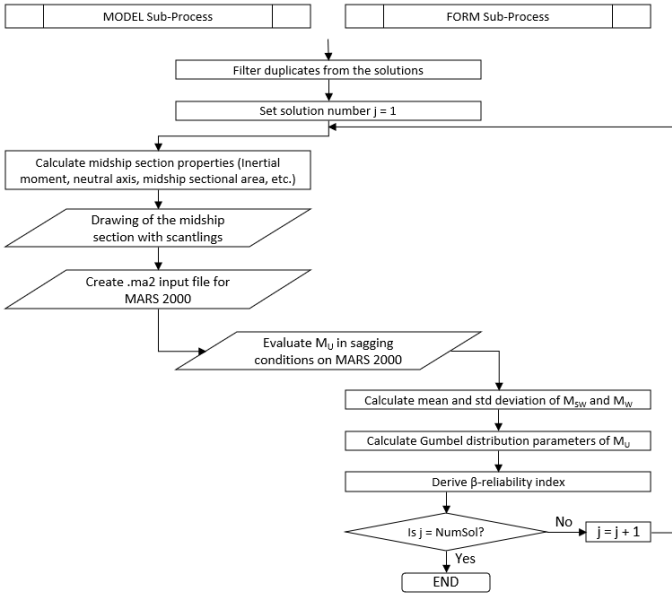 MODEL Sub-Process
FORM Sub-Process
Filter duplicates from the solutions
Set solution number j = 1
Calculate midship section properties (Inertial
moment, neutral axis, midship sectional area, etc.)
Drawing of the midship
section with scantlings
Create .ma2 input file for
MARS 2000
Evaluate MU in sagging
conditions on MARS 2000
Calculate mean and std deviation of MSW and MW
Calculate Gumbel distribution parameters of MU
Derive β-reliability index
Is j = NumSol?
No
j = j + 1
Yes
END